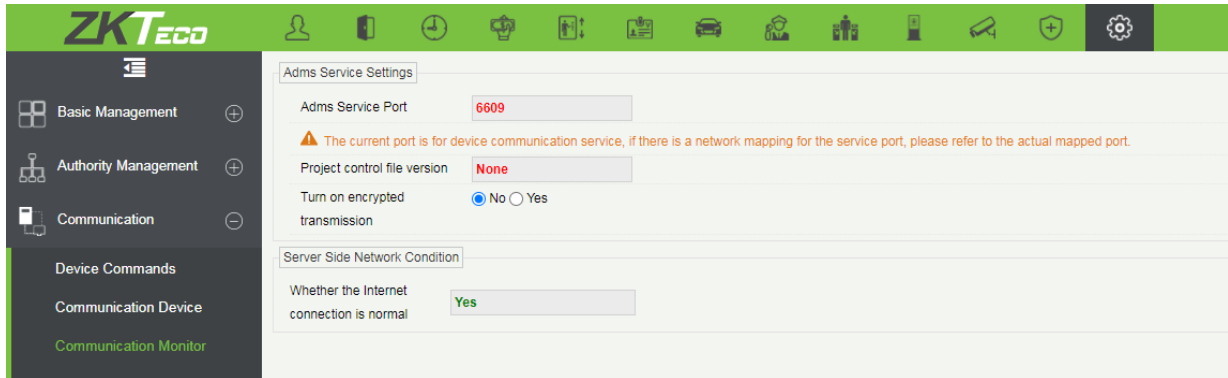 ZKTeco
Basic Management
Authority Management
Communication
Device Commands
Communication Device
Communication Monitor
Adms Service Settings
Adms Service Port 6609
The current port is for device communication service, if there is a network mapping for the service port, please refer to the actual mapped port.
Project control file version None
Turn on encrypted No Yes
transmission
Server Side Network Condition
Whether the Internet Yes
connection is normal